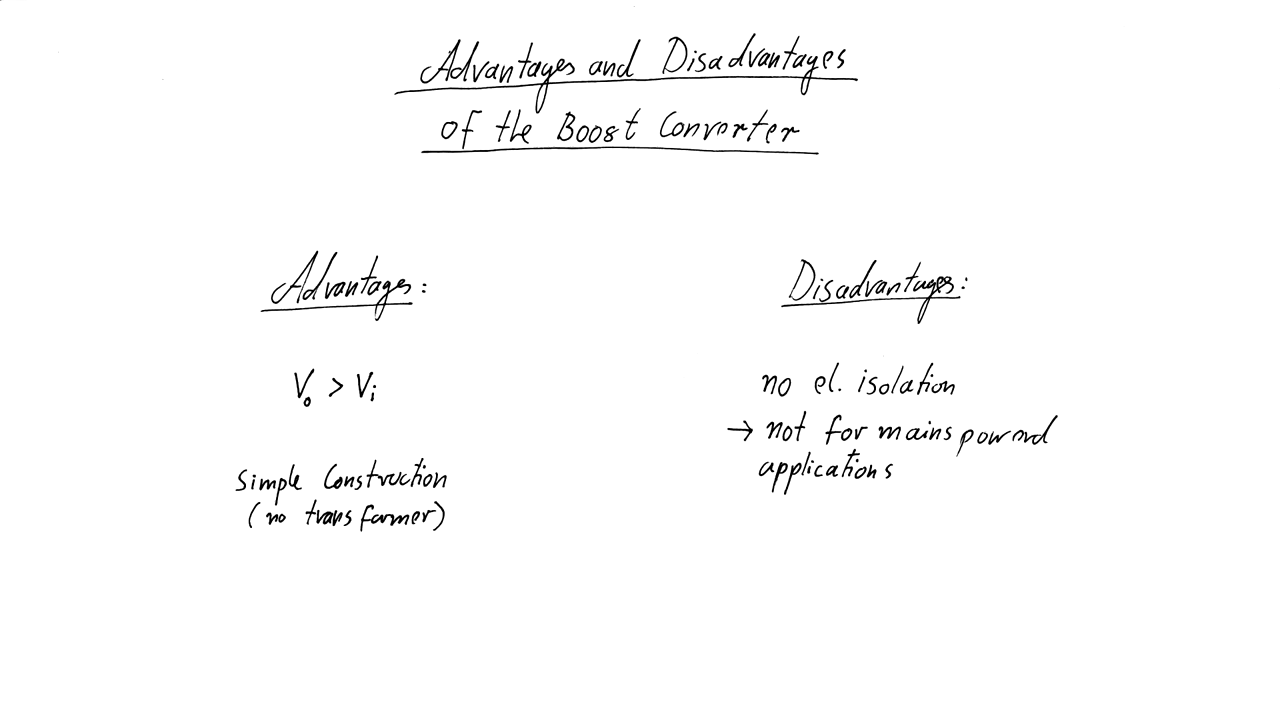 Advantages and Disadvantages
of the Boost Converter
Advantages:
V₀ > Vᵢ
Simple Construction
(no transformer)
Disadvantages:
no el. isolation
→ not for mains powered
applications